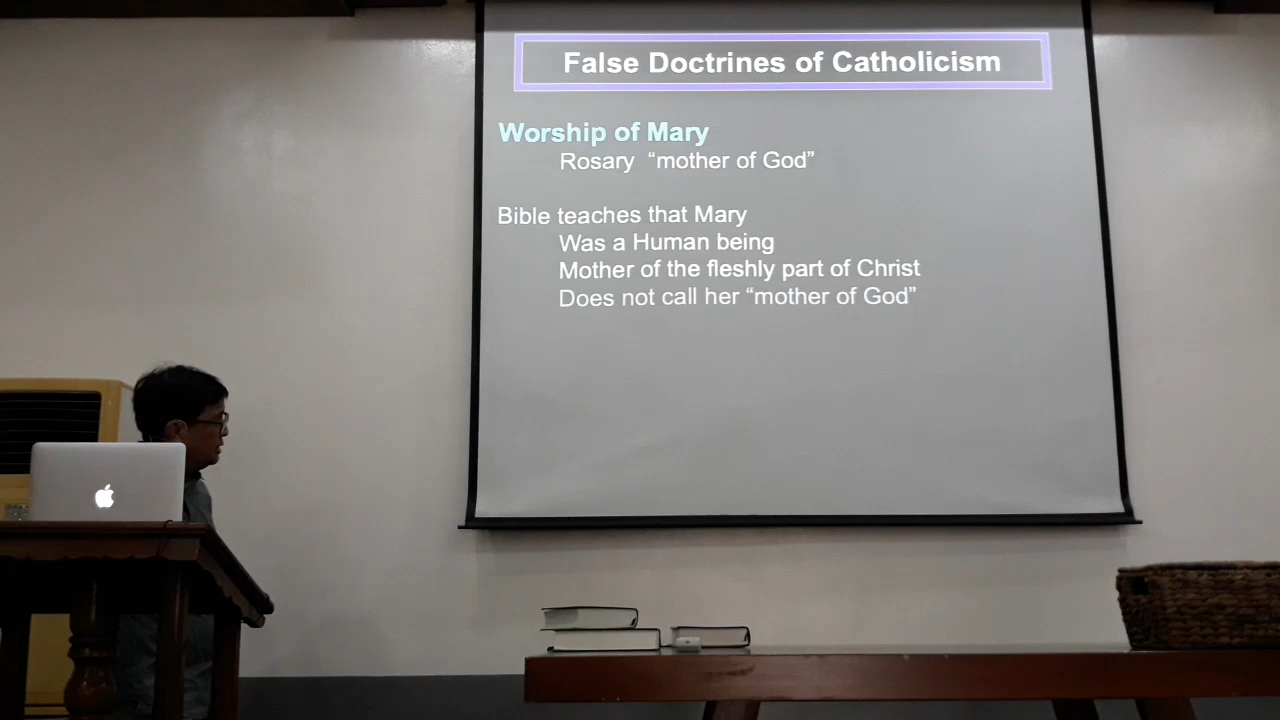 False Doctrines of Catholicism
Worship of Mary
Rosary “mother of God”
Bible teaches that Mary
Was a Human being
Mother of the fleshly part of Christ
Does not call her “mother of God”